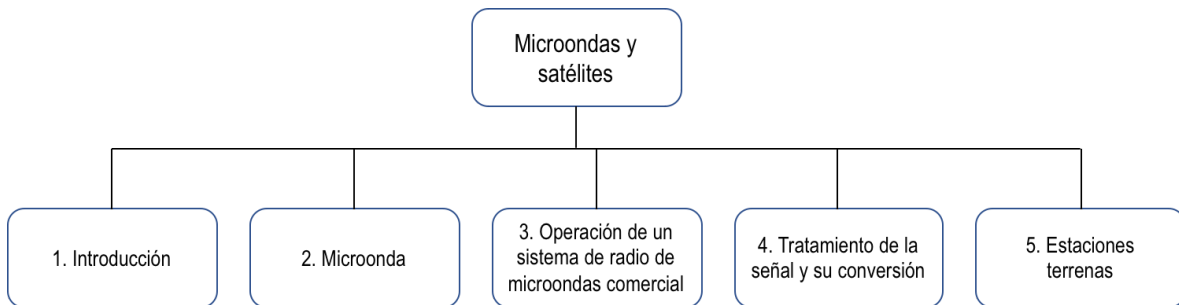 Microondas y
satélites
1. Introducción
2. Microonda
3. Operación de un
sistema de radio de
microondas comercial
4. Tratamiento de la
señal y su conversión
5. Estaciones
terrenas